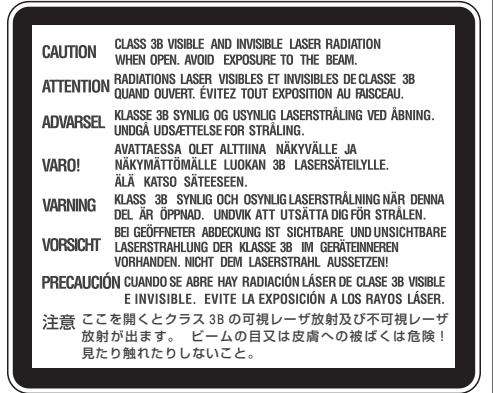 CAUTION CLASS 3B VISIBLE AND INVISIBLE LASER RADIATION
WHEN OPEN. AVOID EXPOSURE TO THE BEAM.
ATTENTION RADIATIONS LASER VISIBLES ET INVISIBLES DE CLASSE 3B
QUAND OUVERT. ÉVITEZ TOUT EXPOSITION AU FAISCEAU.
ADVARSEL KLASSE 3B SYNLIG OG USYNLIG LASERSTRÅLING VED ÅBNING.
UNDGÅ UDSÆTTELSE FOR STRÅLING.
VARO! AVATTAESSA OLET ALTTIINA NÄKYVÄLLE JA
NÄKYMÄTTÖMÄLLE LUOKAN 3B LASERSÄTEILYLLE.
ÄLÄ KATSO SÄTEESEEN.
VARNING KLASS 3B SYNLIG OCH OSYNLIG LASERSTRÅLNING NÄR DENNA
DEL ÄR ÖPPNAD. UNDVIK ATT UTSÄTTA DIG FÖR STRÅLEN.
VORSICHT BEI GEÖFFNETER ABDECKUNG IST SICHTBARE UND UNSICHTBARE
LASERSTRAHLUNG DER KLASSE 3B IM GERÄTEINNEREN
VORHANDEN. NICHT DEM LASERSTRAHL AUSSETZEN!
PRECAUCIÓN CUANDO SE ABRE HAY RADIACIÓN LÁSER DE CLASE 3B VISIBLE
E INVISIBLE. EVITE LA EXPOSICIÓN A LOS RAYOS LÁSER.
注意 ここを開くとクラス 3B の可視レーザ放射及び不可視レーザ
放射が出ます。 ビームの目又は皮膚への被ばくは危険！
見たり触れたりしないこと。